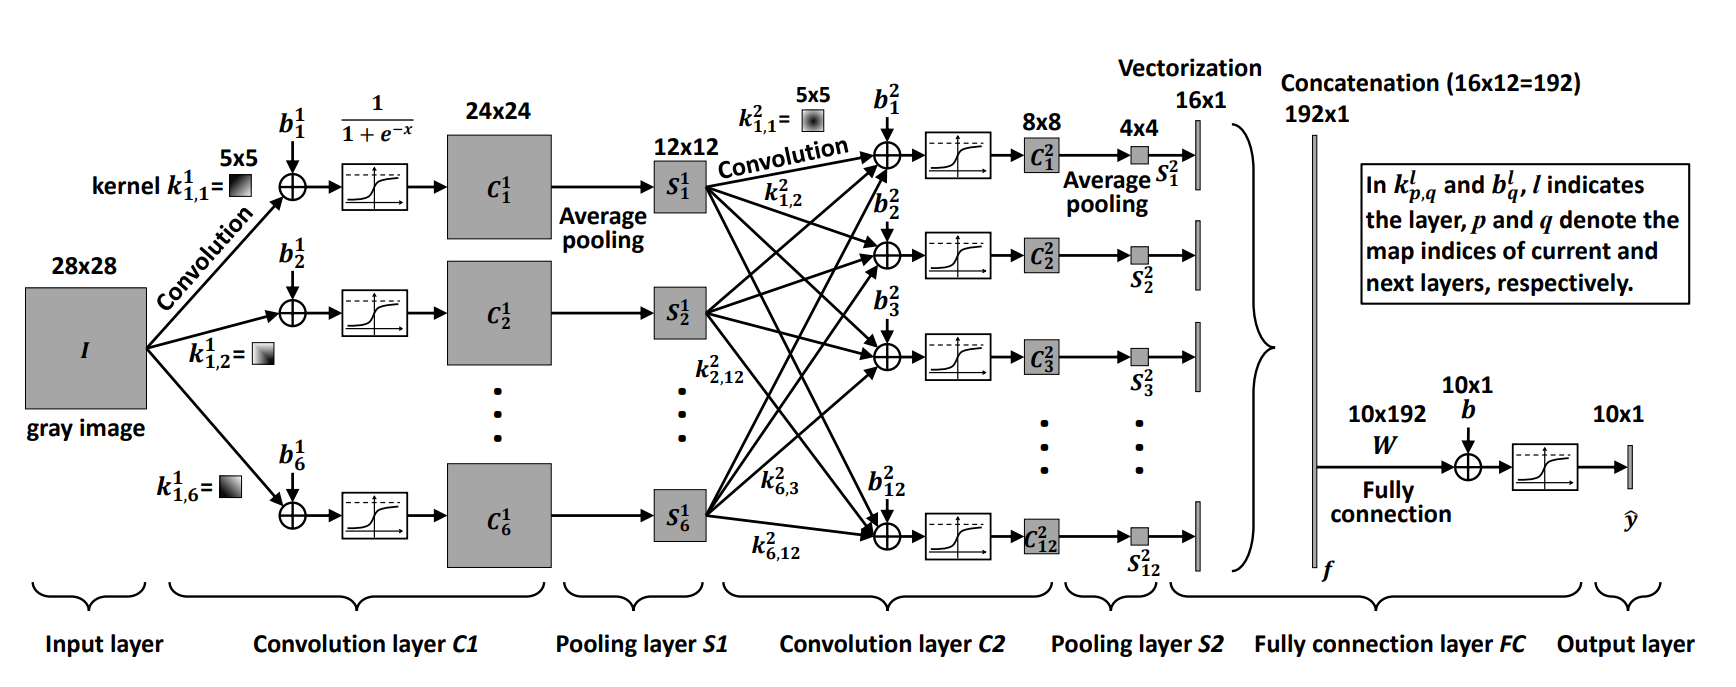 28x28
I
gray image
Convolution
kernel k^1_{1,1}=
5x5
k^1_{1,2}=
k^1_{1,6}=
b^1_1
b^1_2
b^1_6
1
1 + e^{-x}
24x24
C^1_1
C^1_2
C^1_6
Average
pooling
12x12
S^1_1
S^1_2
S^1_6
Convolution
k^2_{1,1}=
5x5
k^2_{1,2}
k^2_{2,12}
k^2_{6,3}
k^2_{6,12}
b^2_1
b^2_2
b^2_3
b^2_{12}
8x8
C^2_1
C^2_2
C^2_3
C^2_{12}
4x4
Average
pooling
S^2_1
S^2_2
S^2_3
S^2_{12}
Vectorization
16x1
Concatenation (16x12=192)
192x1
f
In k^l_{p,q} and b^l_q, l indicates
the layer, p and q denote the
map indices of current and
next layers, respectively.
10x192
W
Fully
connection
10x1
b
10x1
ŷ
Input layer
Convolution layer C1
Pooling layer S1
Convolution layer C2
Pooling layer S2
Fully connection layer FC
Output layer